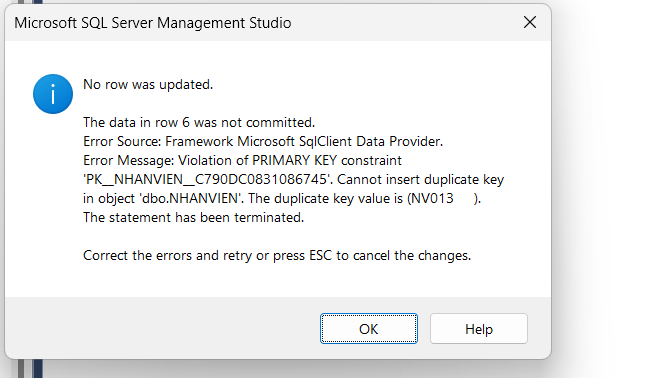 Microsoft SQL Server Management Studio
No row was updated.
The data in row 6 was not committed.
Error Source: Framework Microsoft SqlClient Data Provider.
Error Message: Violation of PRIMARY KEY constraint
'PK__NHANVIEN__C790DC0831086745'. Cannot insert duplicate key
in object 'dbo.NHANVIEN'. The duplicate key value is (NV013     ).
The statement has been terminated.
Correct the errors and retry or press ESC to cancel the changes.
OK
Help